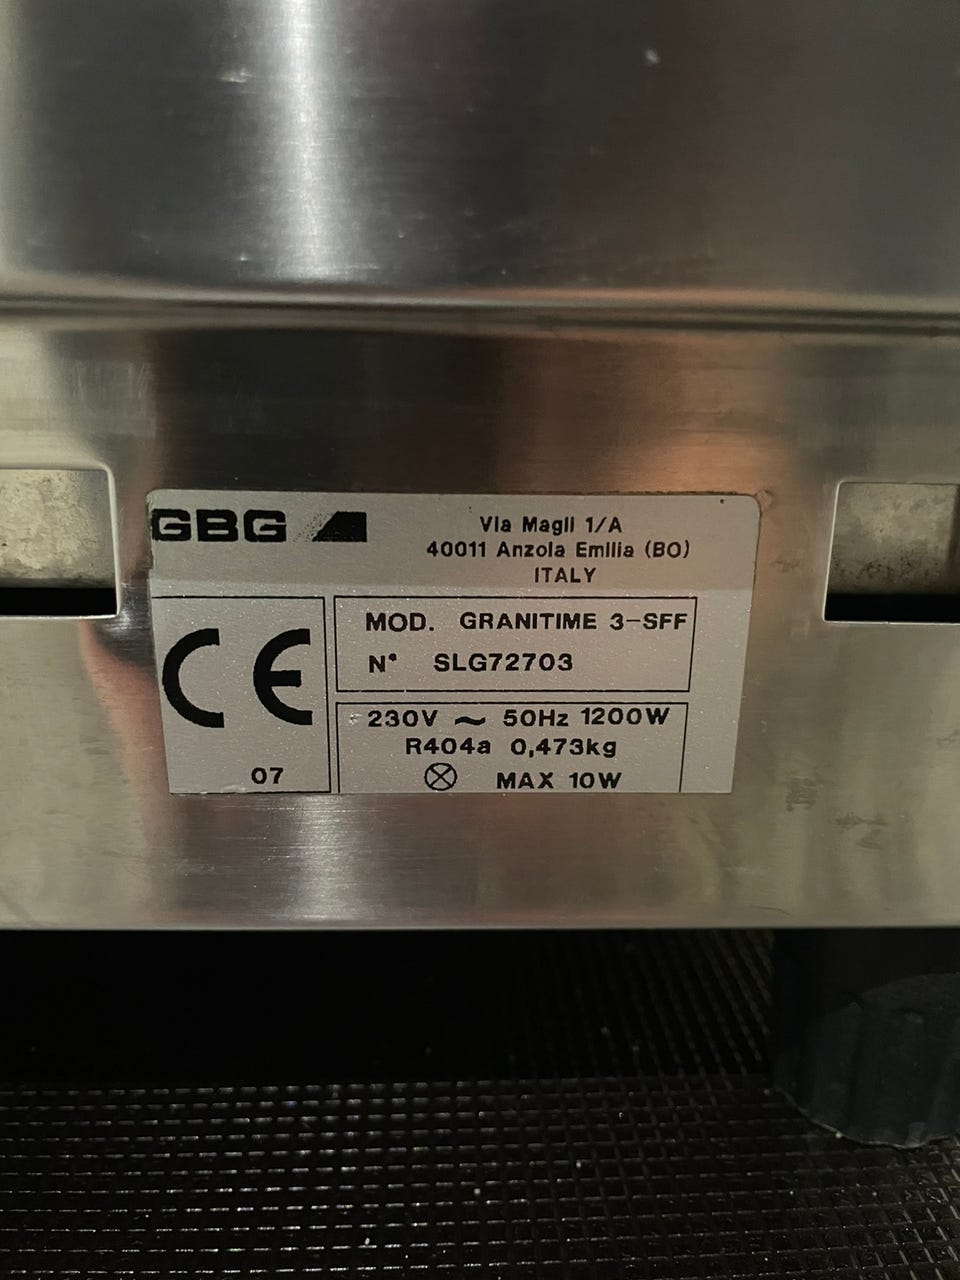 GBG
Via Magli 1/A
40011 Anzola Emilia (BO)
ITALY
CE
07
MOD. GRANITIME 3-SFF
N° SLG72703
230V ~ 50Hz 1200W
R404a 0,473kg
MAX 10W